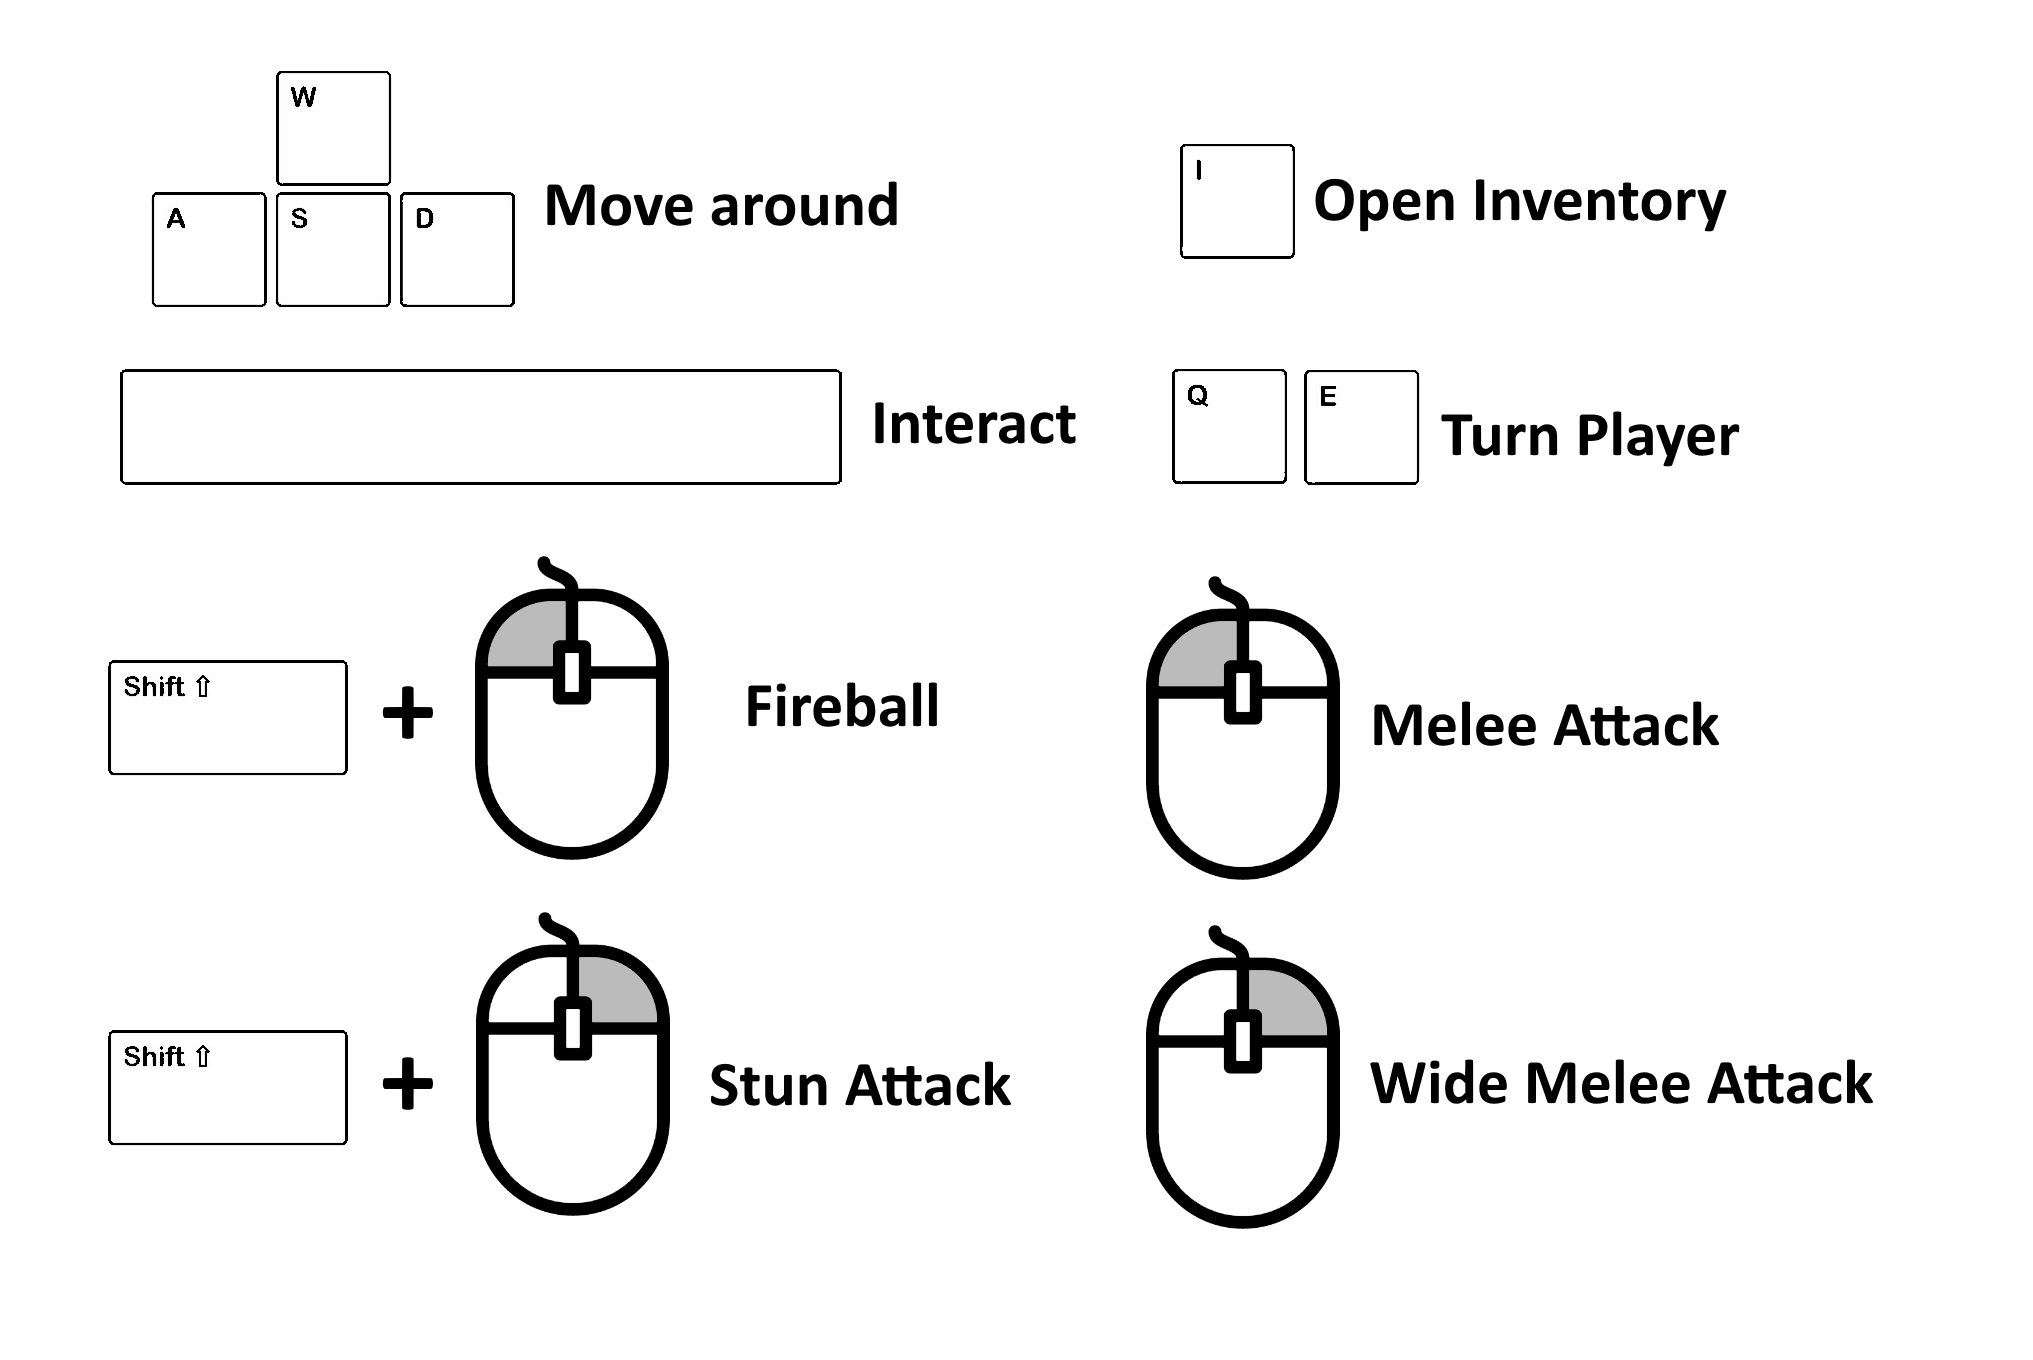 W
A S D Move around
I Open Inventory
Interact
Q E Turn Player
Shift ⇧ + Fireball
Melee Attack
Shift ⇧ + Stun Attack
Wide Melee Attack